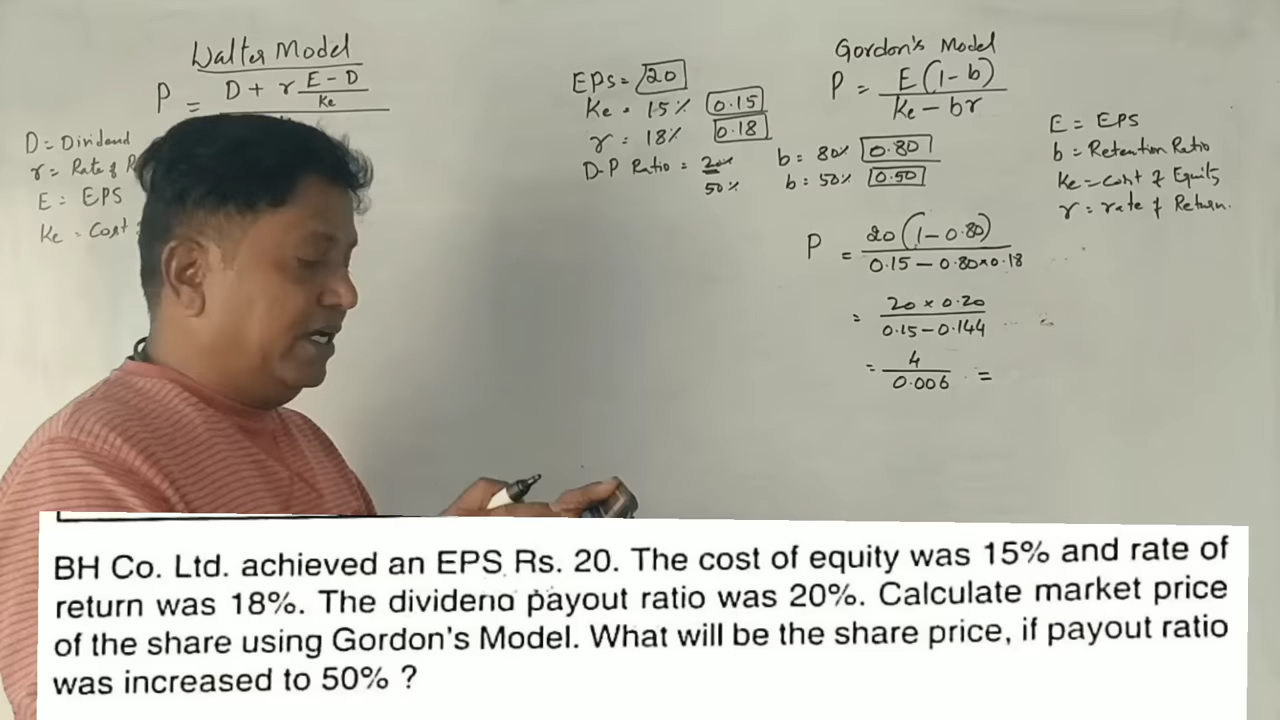 Walter Model
P = D + r E - D
Ke
D = Dividend
r = Rate of
E = EPS
Ke = Cost
EPS = 20
Ke = 15% 0.15
r = 18% 0.18
D-P Ratio = 20%
50%
b = 80% 0.80
b = 50% 0.50
Gordon's Model
P = E (1 - b)
Ke - br
E = EPS
b = Retention Ratio
Ke = cost of Equity
r = rate of Return.
P = 20 (1 - 0.80)
0.15 - 0.80 × 0.18
= 20 × 0.20
0.15 - 0.144
= 4
0.006 =
BH Co. Ltd. achieved an EPS Rs. 20. The cost of equity was 15% and rate of
return was 18%. The dividend payout ratio was 20%. Calculate market price
of the share using Gordon's Model. What will be the share price, if payout ratio
was increased to 50% ?